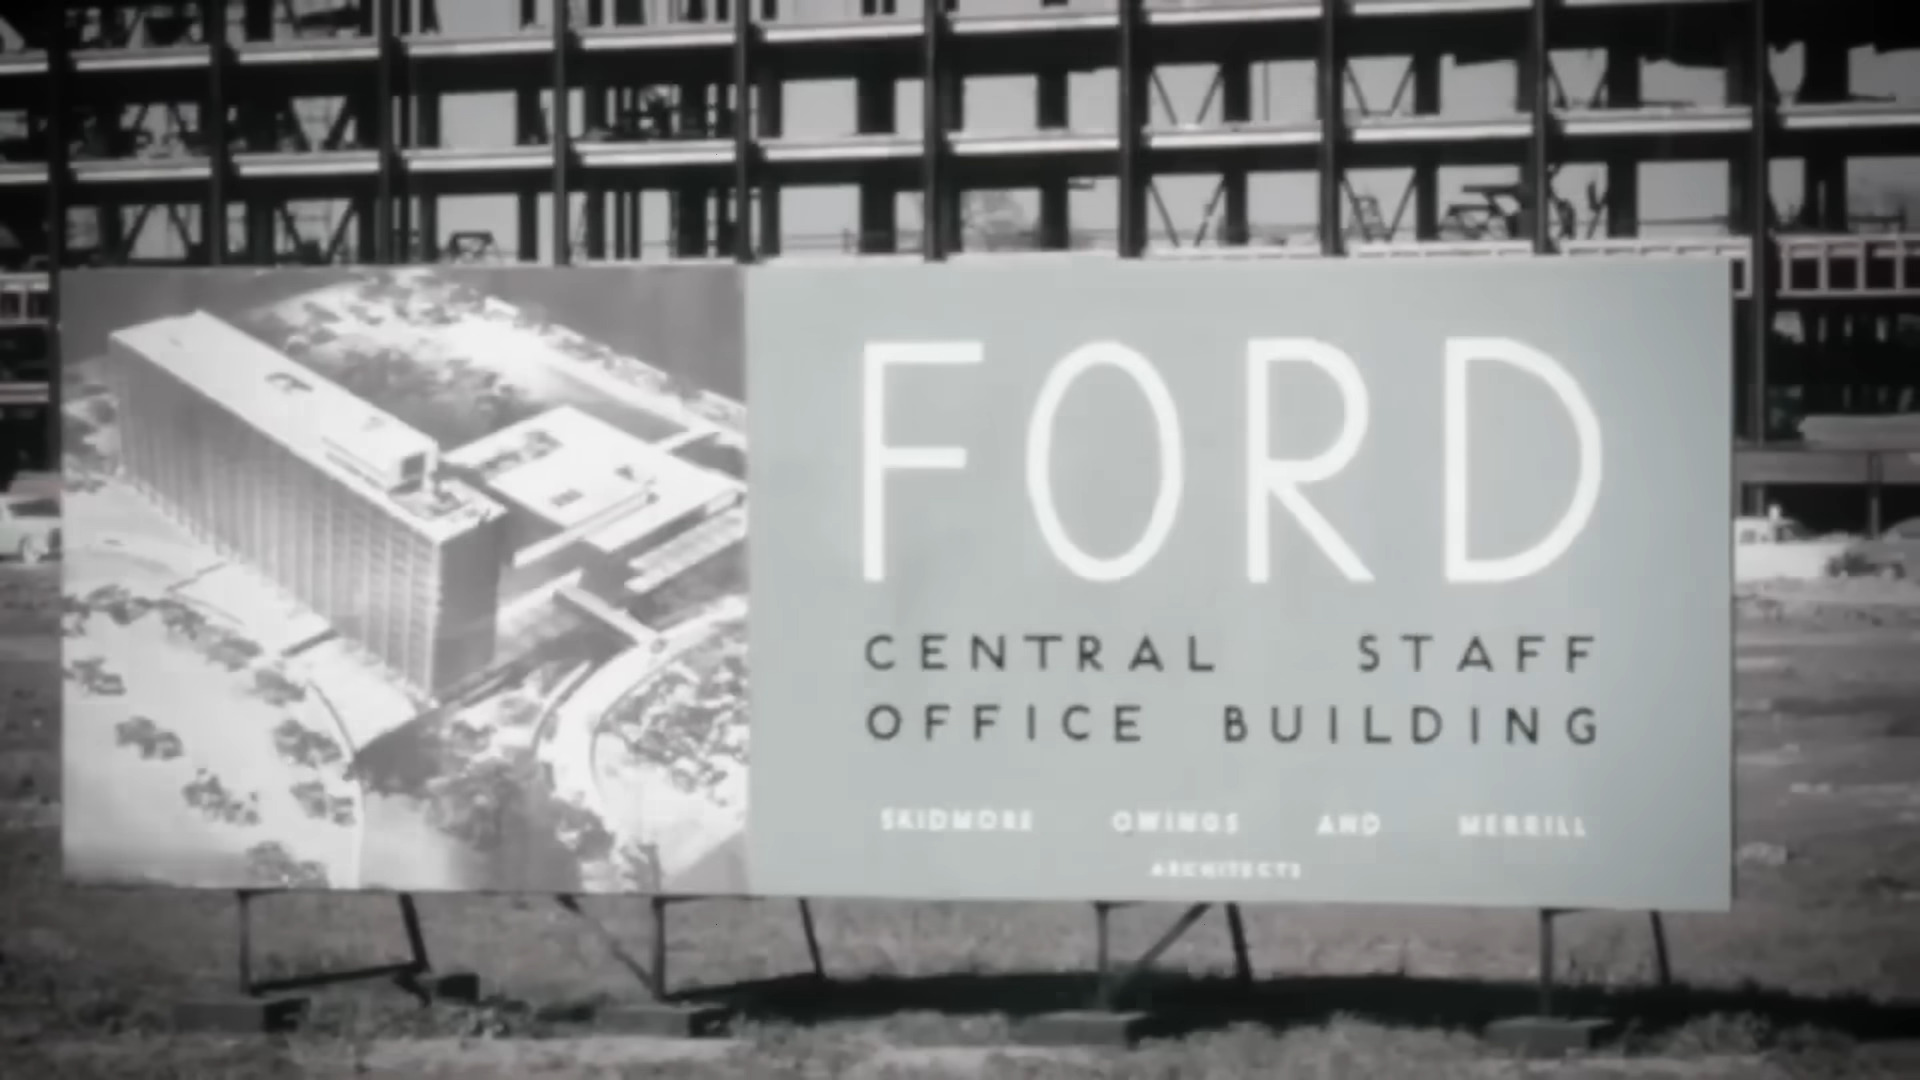 FORD
CENTRAL STAFF
OFFICE BUILDING
SKIDMORE OWINGS AND MERRILL
ARCHITECTS